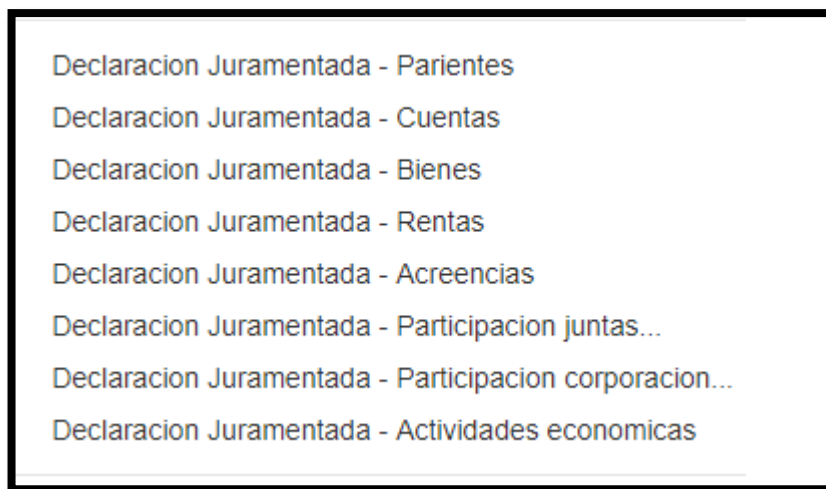 Declaracion Juramentada - Parientes
Declaracion Juramentada - Cuentas
Declaracion Juramentada - Bienes
Declaracion Juramentada - Rentas
Declaracion Juramentada - Acreencias
Declaracion Juramentada - Participacion juntas...
Declaracion Juramentada - Participacion corporacion...
Declaracion Juramentada - Actividades economicas